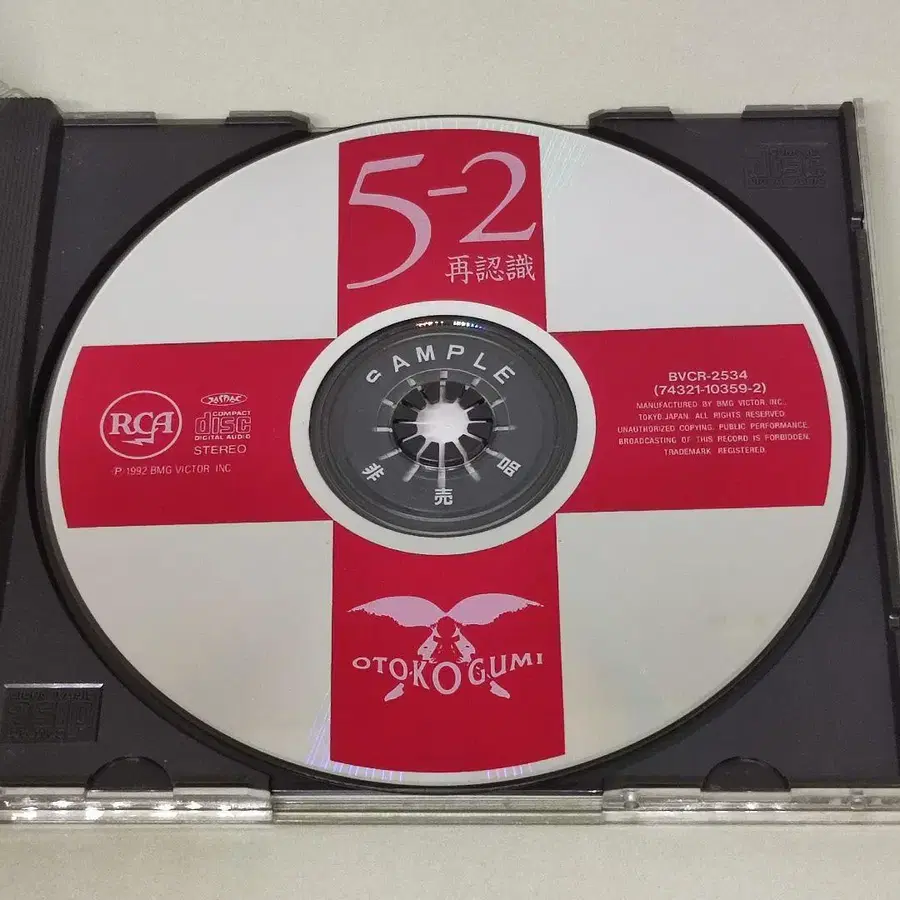 5-2
再認識
SAMPLE
非売品
RCA
JASRAC
COMPACT
disc
DIGITAL AUDIO
STEREO
℗ 1992 BMG VICTOR INC
BVCR-2534
(74321-10359-2)
MANUFACTURED BY BMG VICTOR, INC.,
TOKYO, JAPAN. ALL RIGHTS RESERVED.
UNAUTHORIZED COPYING, PUBLIC PERFORMANCE,
BROADCASTING OF THIS RECORD IS FORBIDDEN.
TRADEMARK REGISTERED.
OTOKOGUMI